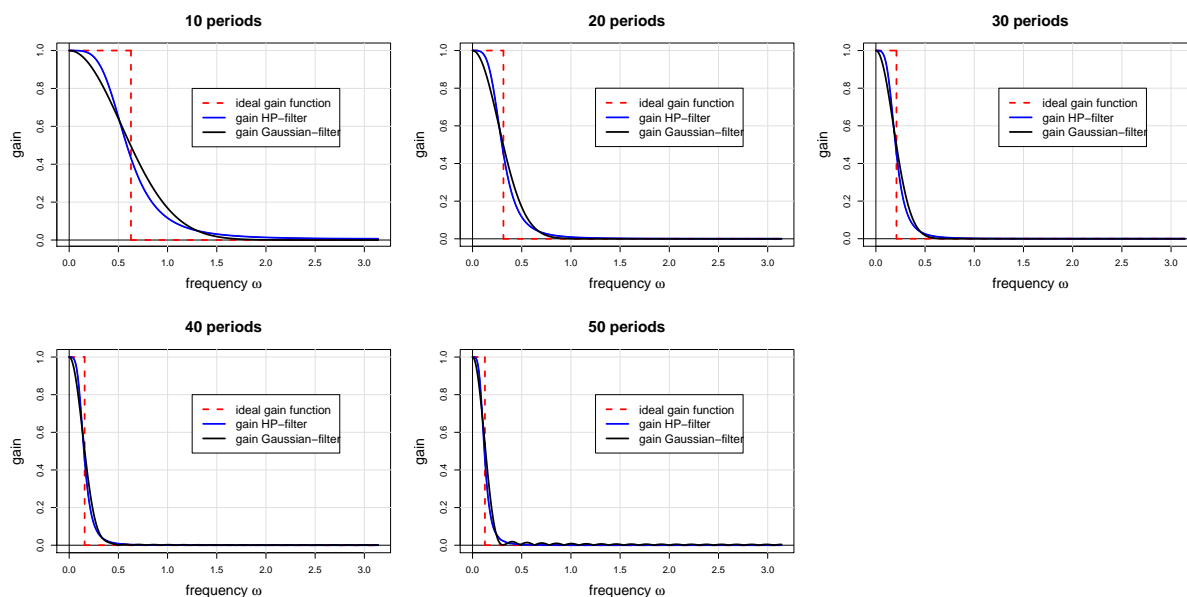 10 periods
gain
1.0
0.8
0.6
0.4
0.2
0.0
ideal gain function
gain HP−filter
gain Gaussian−filter
0.0 0.5 1.0 1.5 2.0 2.5 3.0
frequency ω
20 periods
gain
1.0
0.8
0.6
0.4
0.2
0.0
ideal gain function
gain HP−filter
gain Gaussian−filter
0.0 0.5 1.0 1.5 2.0 2.5 3.0
frequency ω
30 periods
gain
1.0
0.8
0.6
0.4
0.2
0.0
ideal gain function
gain HP−filter
gain Gaussian−filter
0.0 0.5 1.0 1.5 2.0 2.5 3.0
frequency ω
40 periods
gain
1.0
0.8
0.6
0.4
0.2
0.0
ideal gain function
gain HP−filter
gain Gaussian−filter
0.0 0.5 1.0 1.5 2.0 2.5 3.0
frequency ω
50 periods
gain
1.0
0.8
0.6
0.4
0.2
0.0
ideal gain function
gain HP−filter
gain Gaussian−filter
0.0 0.5 1.0 1.5 2.0 2.5 3.0
frequency ω